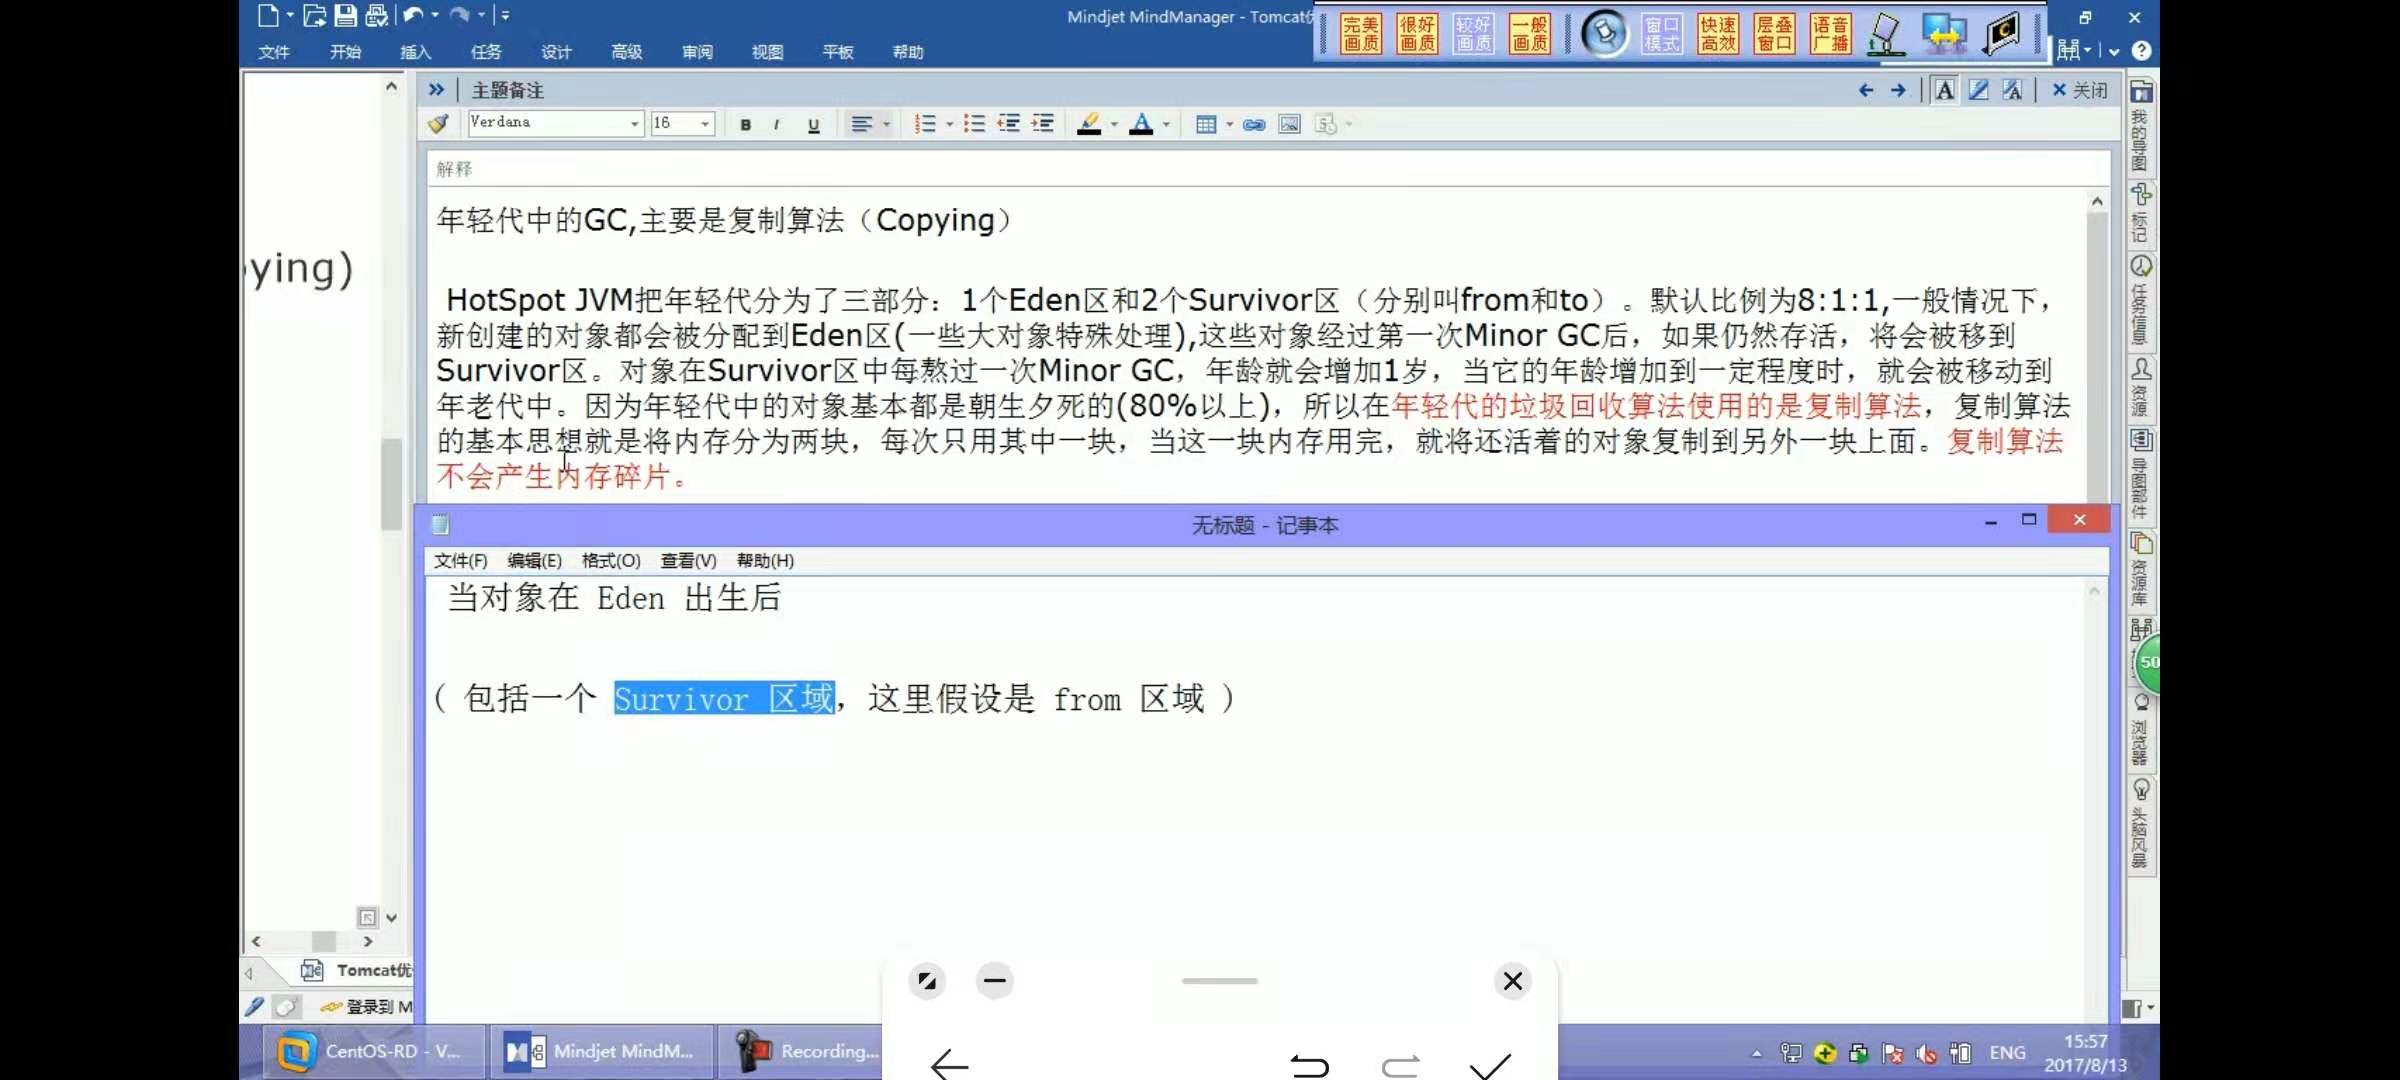 Mindjet MindManager - Tomcat优
完美画质 很好画质 较好画质 一般画质 窗口模式 快速高效 层叠窗口 语音广播
文件 开始 插入 任务 设计 高级 审阅 视图 平板 帮助
主题备注
关闭
Verdana 16 B I U
解释
年轻代中的GC,主要是复制算法（Copying）
ying)
HotSpot JVM把年轻代分为了三部分：1个Eden区和2个Survivor区（分别叫from和to）。默认比例为8:1:1,一般情况下，
新创建的对象都会被分配到Eden区(一些大对象特殊处理),这些对象经过第一次Minor GC后，如果仍然存活，将会被移到
Survivor区。对象在Survivor区中每熬过一次Minor GC，年龄就会增加1岁，当它的年龄增加到一定程度时，就会被移动到
年老代中。因为年轻代中的对象基本都是朝生夕死的(80%以上)，所以在年轻代的垃圾回收算法使用的是复制算法，复制算法
的基本思想就是将内存分为两块，每次只用其中一块，当这一块内存用完，就将还活着的对象复制到另外一块上面。复制算法
不会产生内存碎片。
无标题 - 记事本
文件(F) 编辑(E) 格式(O) 查看(V) 帮助(H)
当对象在 Eden 出生后
( 包括一个 Survivor 区域，这里假设是 from 区域 )
我的导图
标记
任务信息
资源
导图部件
资源库
50
浏览器
头脑风暴
Tomcat优
登录到 M
CentOS-RD - V...
Mindjet MindM...
Recording...
ENG
15:57
2017/8/13